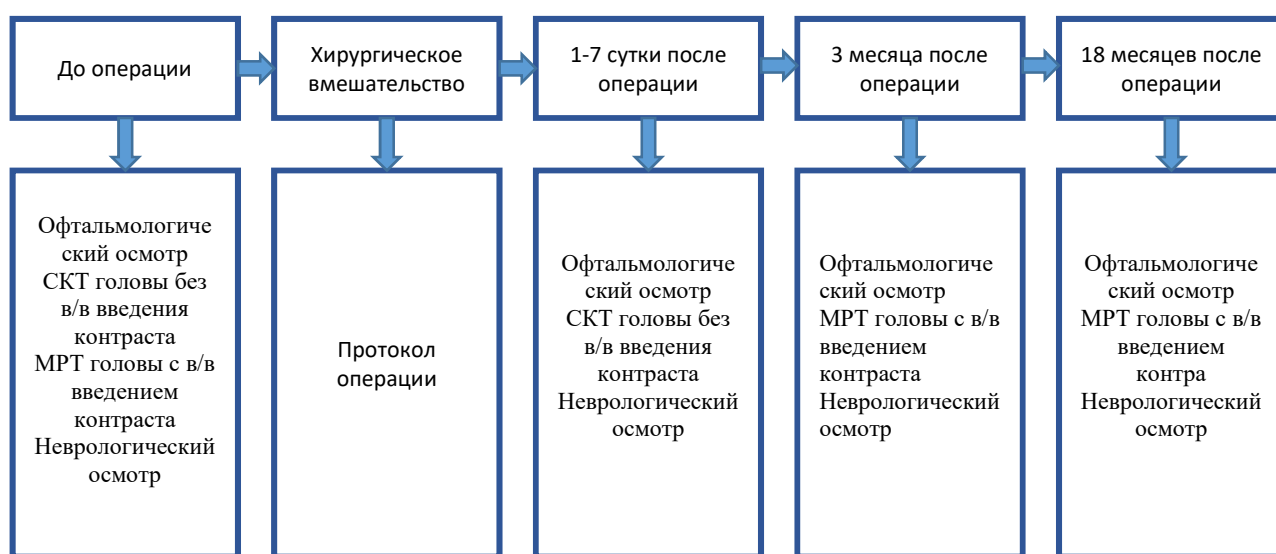 До операции
Хирургическое
вмешательство
1-7 сутки после
операции
3 месяца после
операции
18 месяцев после
операции
Офтальмологиче
ский осмотр
СКТ головы без
в/в введения
контраста
МРТ головы с в/в
введением
контраста
Неврологический
осмотр
Протокол
операции
Офтальмологиче
ский осмотр
СКТ головы без
в/в введения
контраста
Неврологический
осмотр
Офтальмологиче
ский осмотр
МРТ головы с в/в
введением
контраста
Неврологический
осмотр
Офтальмологиче
ский осмотр
МРТ головы с в/в
введением
контра
Неврологический
осмотр